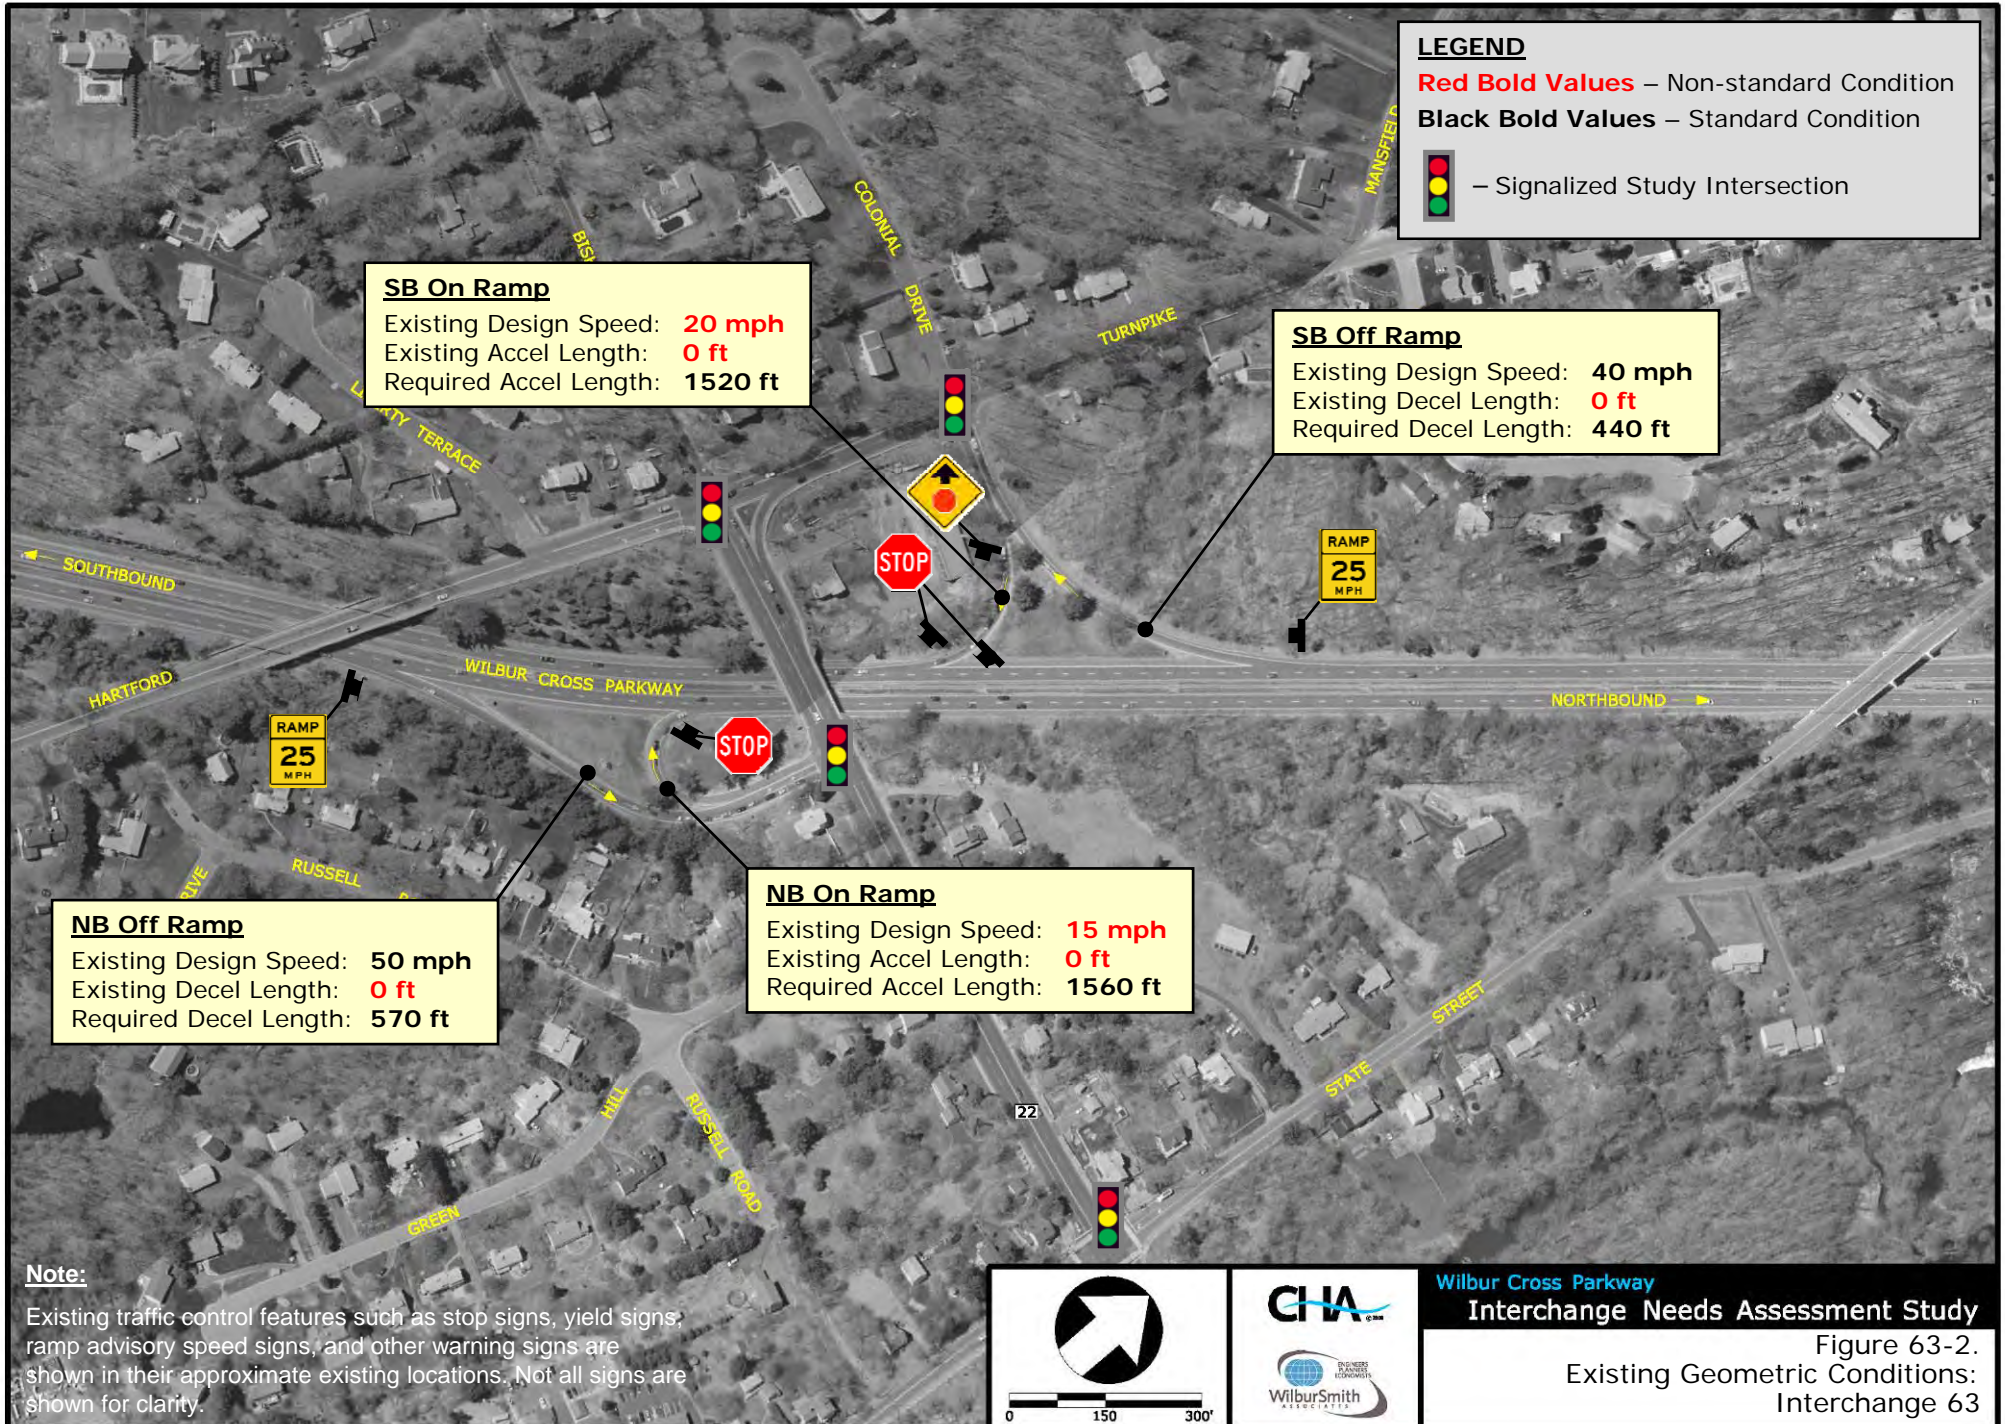 LEGEND
Red Bold Values – Non-standard Condition
Black Bold Values – Standard Condition
– Signalized Study Intersection
MANSFIELD
COLONIAL
DRIVE
BISH
TURNPIKE
SB On Ramp
Existing Design Speed: 20 mph
Existing Accel Length: 0 ft
Required Accel Length: 1520 ft
SB Off Ramp
Existing Design Speed: 40 mph
Existing Decel Length: 0 ft
Required Decel Length: 440 ft
TERRACE
STOP
RAMP
25
MPH
SOUTHBOUND
HARTFORD
WILBUR CROSS PARKWAY
NORTHBOUND
RAMP
25
MPH
STOP
RUSSELL
NB Off Ramp
Existing Design Speed: 50 mph
Existing Decel Length: 0 ft
Required Decel Length: 570 ft
NB On Ramp
Existing Design Speed: 15 mph
Existing Accel Length: 0 ft
Required Accel Length: 1560 ft
STATE STREET
22
HILL
GREEN
RUSSELL ROAD
Note:
Existing traffic control features such as stop signs, yield signs,
ramp advisory speed signs, and other warning signs are
shown in their approximate existing locations. Not all signs are
shown for clarity.
0 150 300'
CHA
ENGINEERS
PLANNERS
ECONOMISTS
WilburSmith
ASSOCIATES
Wilbur Cross Parkway
Interchange Needs Assessment Study
Figure 63-2.
Existing Geometric Conditions:
Interchange 63